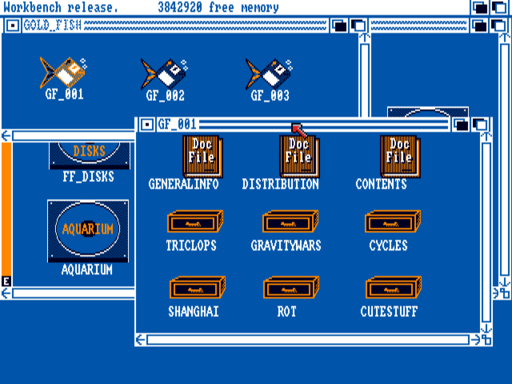 Workbench release.    3842920 free memory
GOLD_FISH
GF_001
GF_002
GF_003
GF_001
Doc File
Doc File
Doc File
GENERALINFO
DISTRIBUTION
CONTENTS
DISKS
FF_DISKS
TRICLOPS
GRAVITYWARS
CYCLES
AQUARIUM
AQUARIUM
SHANGHAI
ROT
CUTESTUFF
E